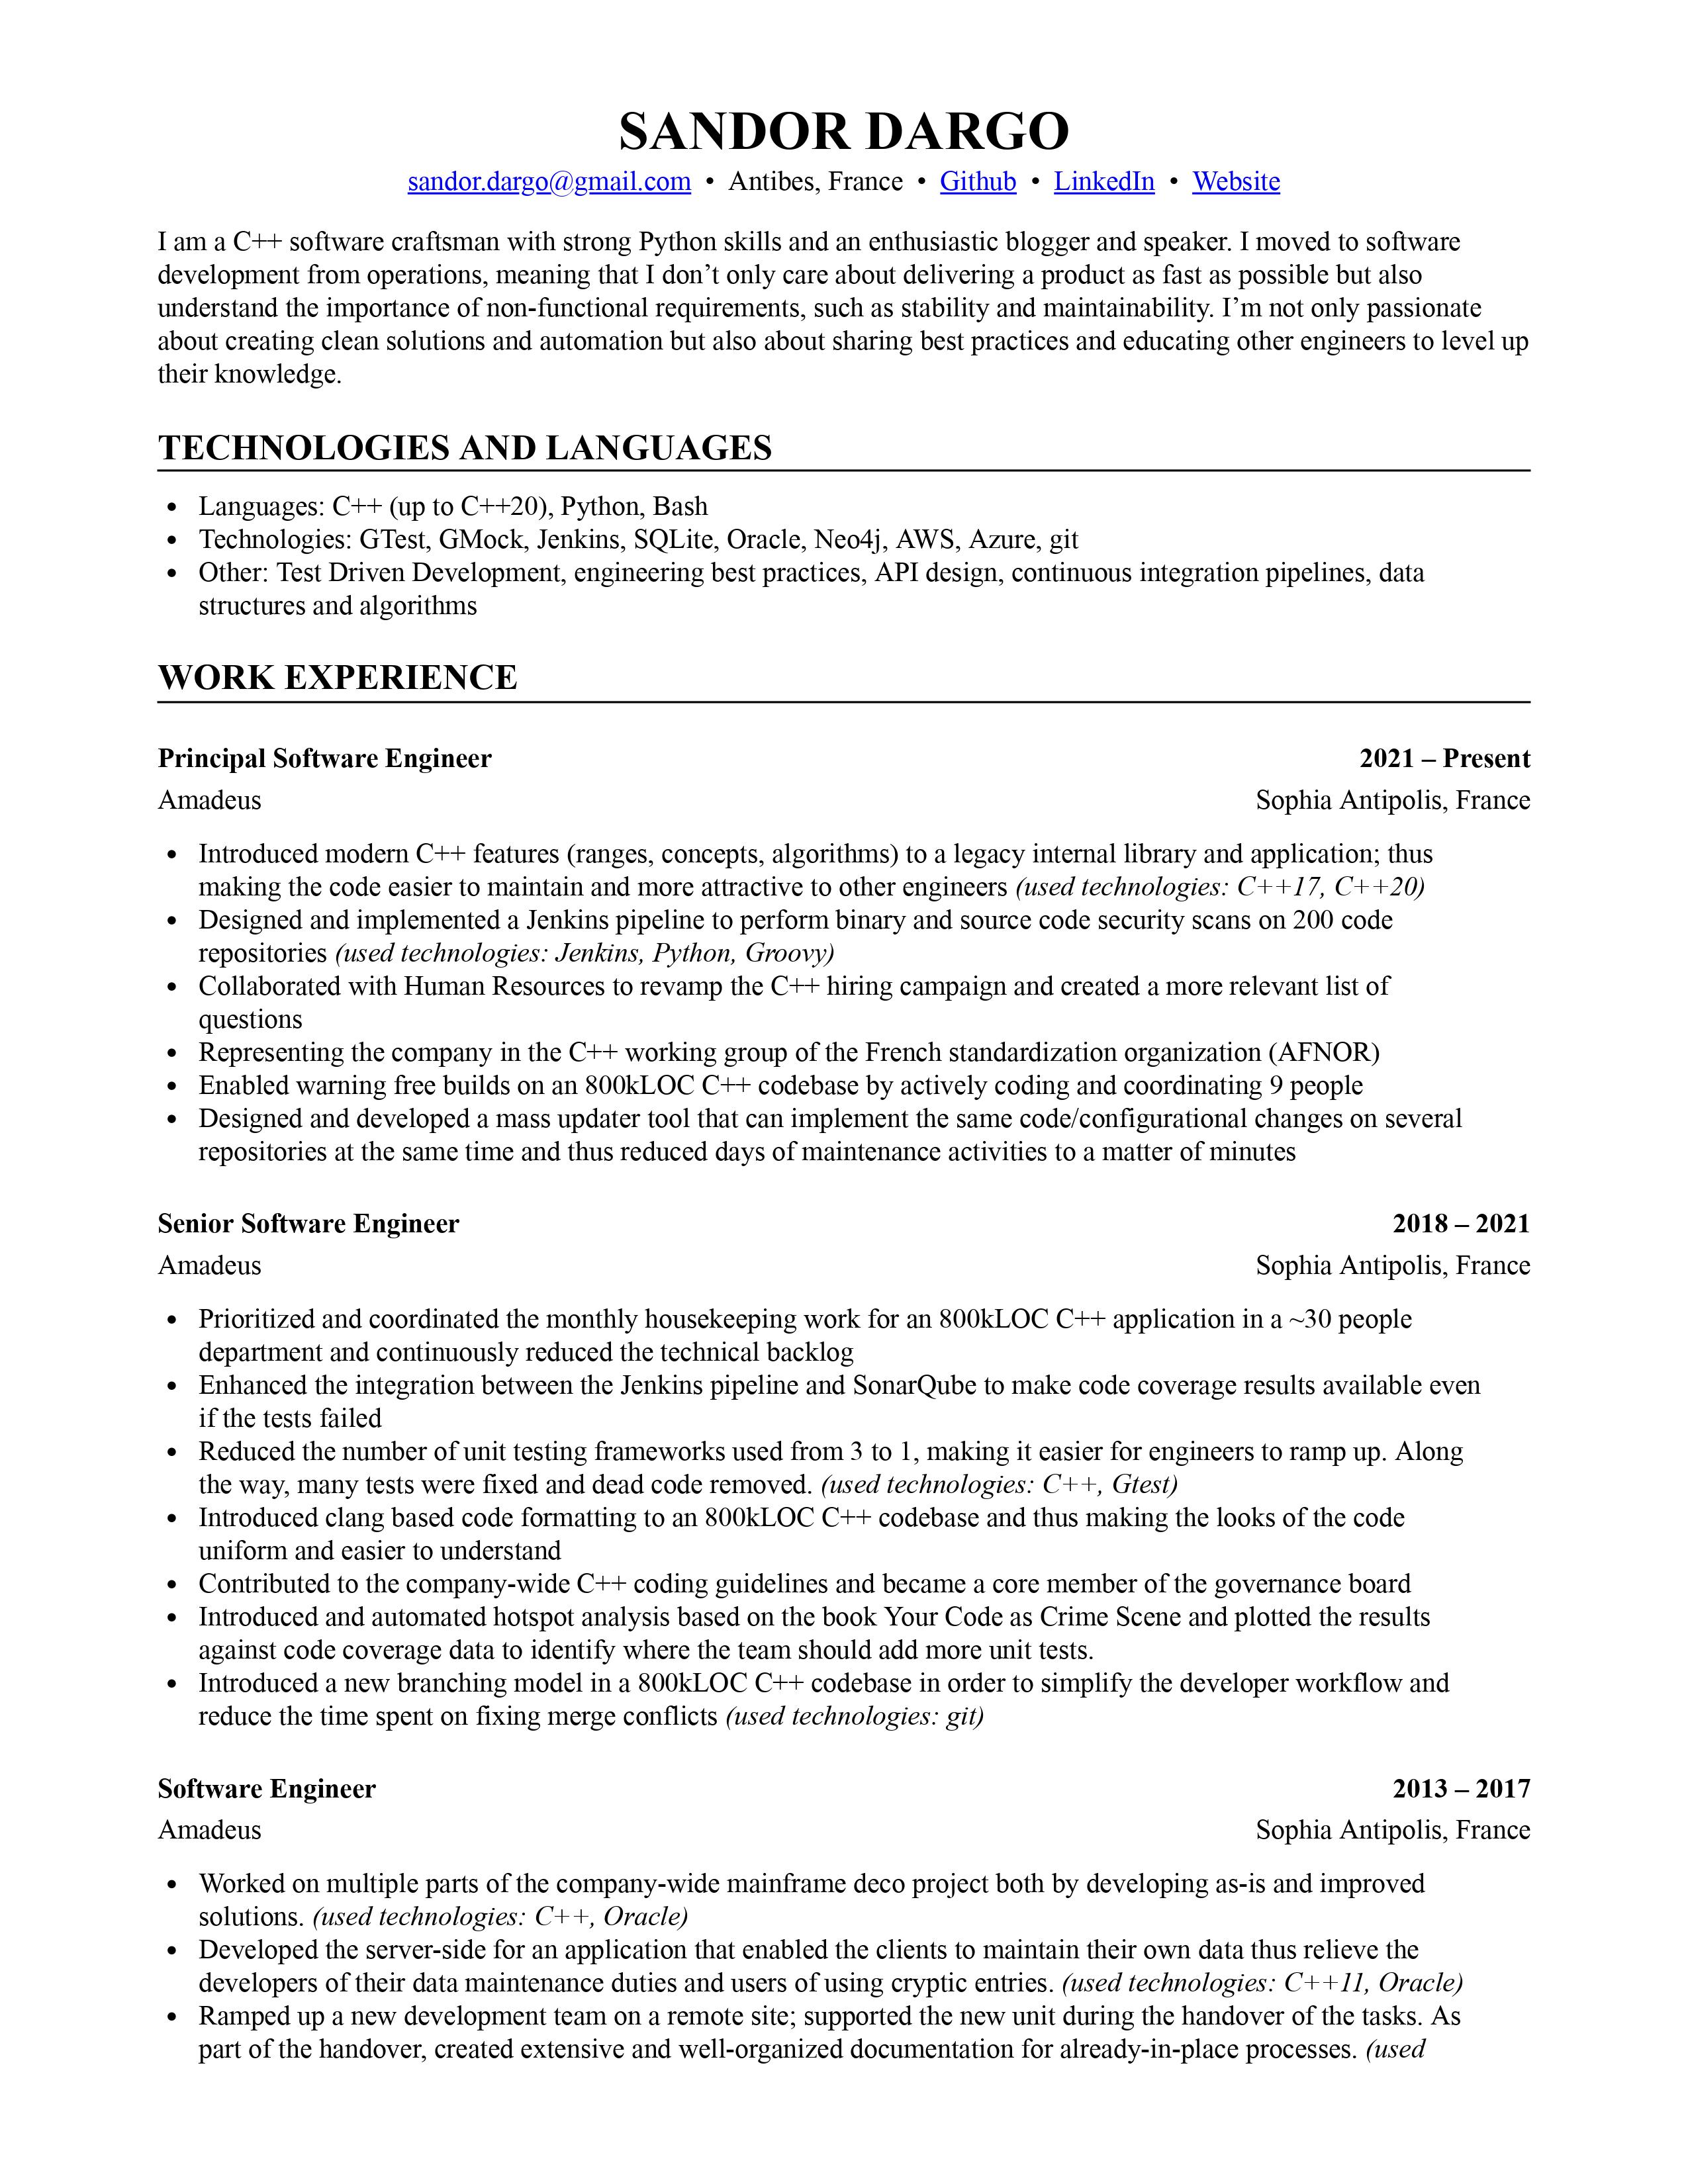 SANDOR DARGO
sandor.dargo@gmail.com • Antibes, France • Github • LinkedIn • Website
I am a C++ software craftsman with strong Python skills and an enthusiastic blogger and speaker. I moved to software
development from operations, meaning that I don’t only care about delivering a product as fast as possible but also
understand the importance of non-functional requirements, such as stability and maintainability. I’m not only passionate
about creating clean solutions and automation but also about sharing best practices and educating other engineers to level up
their knowledge.
TECHNOLOGIES AND LANGUAGES
• Languages: C++ (up to C++20), Python, Bash
• Technologies: GTest, GMock, Jenkins, SQLite, Oracle, Neo4j, AWS, Azure, git
• Other: Test Driven Development, engineering best practices, API design, continuous integration pipelines, data
structures and algorithms
WORK EXPERIENCE
Principal Software Engineer 2021 – Present
Amadeus Sophia Antipolis, France
• Introduced modern C++ features (ranges, concepts, algorithms) to a legacy internal library and application; thus
making the code easier to maintain and more attractive to other engineers (used technologies: C++17, C++20)
• Designed and implemented a Jenkins pipeline to perform binary and source code security scans on 200 code
repositories (used technologies: Jenkins, Python, Groovy)
• Collaborated with Human Resources to revamp the C++ hiring campaign and created a more relevant list of
questions
• Representing the company in the C++ working group of the French standardization organization (AFNOR)
• Enabled warning free builds on an 800kLOC C++ codebase by actively coding and coordinating 9 people
• Designed and developed a mass updater tool that can implement the same code/configurational changes on several
repositories at the same time and thus reduced days of maintenance activities to a matter of minutes
Senior Software Engineer 2018 – 2021
Amadeus Sophia Antipolis, France
• Prioritized and coordinated the monthly housekeeping work for an 800kLOC C++ application in a ~30 people
department and continuously reduced the technical backlog
• Enhanced the integration between the Jenkins pipeline and SonarQube to make code coverage results available even
if the tests failed
• Reduced the number of unit testing frameworks used from 3 to 1, making it easier for engineers to ramp up. Along
the way, many tests were fixed and dead code removed. (used technologies: C++, Gtest)
• Introduced clang based code formatting to an 800kLOC C++ codebase and thus making the looks of the code
uniform and easier to understand
• Contributed to the company-wide C++ coding guidelines and became a core member of the governance board
• Introduced and automated hotspot analysis based on the book Your Code as Crime Scene and plotted the results
against code coverage data to identify where the team should add more unit tests.
• Introduced a new branching model in a 800kLOC C++ codebase in order to simplify the developer workflow and
reduce the time spent on fixing merge conflicts (used technologies: git)
Software Engineer 2013 – 2017
Amadeus Sophia Antipolis, France
• Worked on multiple parts of the company-wide mainframe deco project both by developing as-is and improved
solutions. (used technologies: C++, Oracle)
• Developed the server-side for an application that enabled the clients to maintain their own data thus relieve the
developers of their data maintenance duties and users of using cryptic entries. (used technologies: C++11, Oracle)
• Ramped up a new development team on a remote site; supported the new unit during the handover of the tasks. As
part of the handover, created extensive and well-organized documentation for already-in-place processes. (used